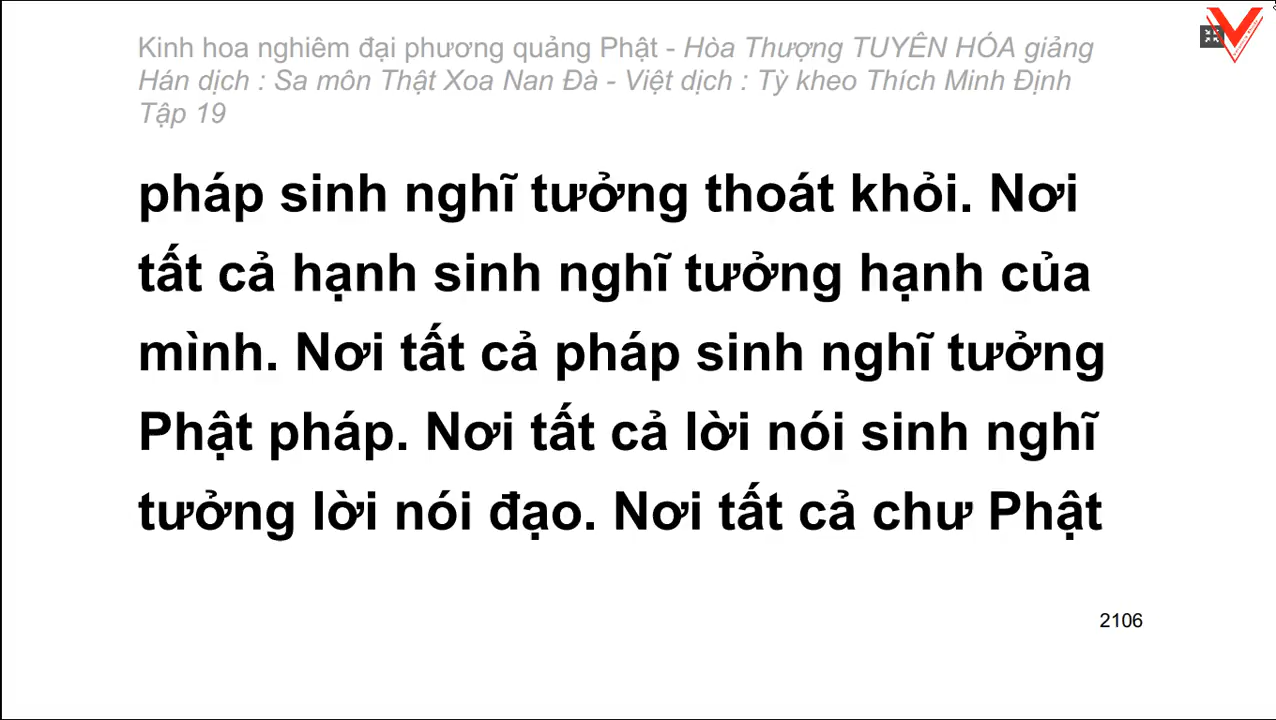 Kinh hoa nghiêm đại phương quảng Phật - Hòa Thượng TUYÊN HÓA giảng
Hán dịch : Sa môn Thật Xoa Nan Đà - Việt dịch : Tỳ kheo Thích Minh Định
Tập 19
pháp sinh nghĩ tưởng thoát khỏi. Nơi
tất cả hạnh sinh nghĩ tưởng hạnh của
mình. Nơi tất cả pháp sinh nghĩ tưởng
Phật pháp. Nơi tất cả lời nói sinh nghĩ
tưởng lời nói đạo. Nơi tất cả chư Phật
2106